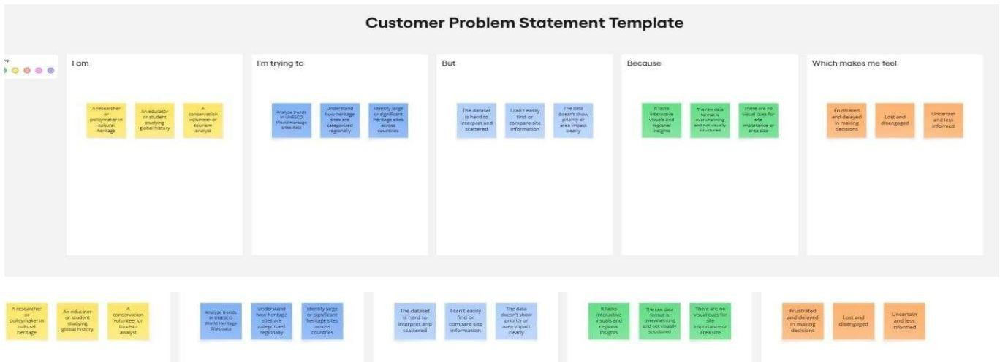 Customer Problem Statement Template
I am
I'm trying to
But
Because
Which makes me feel
A researcher
or
policymaker in
cultural
heritage
An educator
or student
studying
global history
A
conservation
volunteer or
tourism
analyst
Analyze trends
in UNESCO
World Heritage
Sites data
Understand
how heritage
sites are
categorized
regionally
Identify large
or significant
heritage sites
across
countries
The dataset
is hard to
interpret and
scattered
I can't easily
find or
compare site
information
The data
doesn't show
priority or
area impact
clearly
It lacks
interactive
visuals and
regional
insights
The raw data
format is
overwhelming
and not visually
structured
There are no
visual cues for
site
importance or
area size
Frustrated
and delayed
in making
decisions
Lost and
disengaged
Uncertain
and less
informed
A researcher
or
policymaker in
cultural
heritage
An educator
or student
studying
global history
A
conservation
volunteer or
tourism
analyst
Analyze trends
in UNESCO
World Heritage
Sites data
Understand
how heritage
sites are
categorized
regionally
Identify large
or significant
heritage sites
across
countries
The dataset
is hard to
interpret and
scattered
I can't easily
find or
compare site
information
The data
doesn't show
priority or
area impact
clearly
It lacks
interactive
visuals and
regional
insights
The raw data
format is
overwhelming
and not visually
structured
There are no
visual cues for
site
importance or
area size
Frustrated
and delayed
in making
decisions
Lost and
disengaged
Uncertain
and less
informed